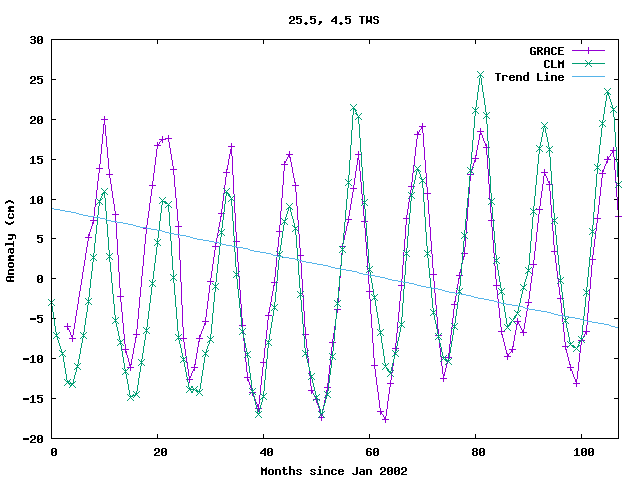 25.5, 4.5 TWS
GRACE
CLM
Trend Line
30
25
20
15
10
5
0
-5
-10
-15
-20
Anomaly (cm)
0 20 40 60 80 100
Months since Jan 2002